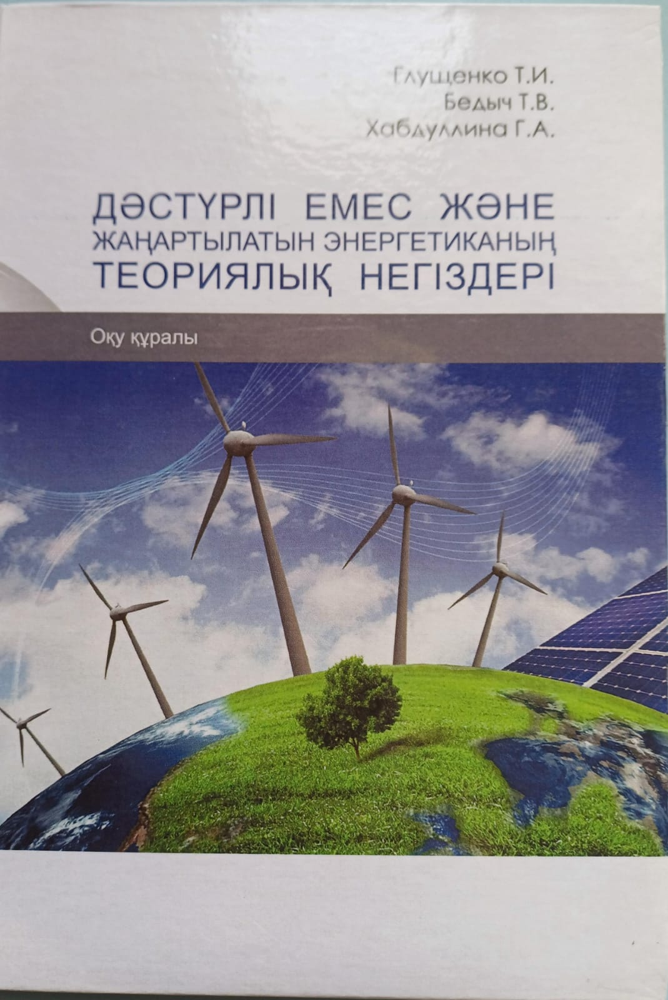 Глущенко Т.И.
Бедыч Т.В.
Хабдуллина Г.А.
ДӘСТҮРЛІ ЕМЕС ЖӘНЕ
ЖАҢАРТЫЛАТЫН ЭНЕРГЕТИКАНЫҢ
ТЕОРИЯЛЫҚ НЕГІЗДЕРІ
Оқу құралы